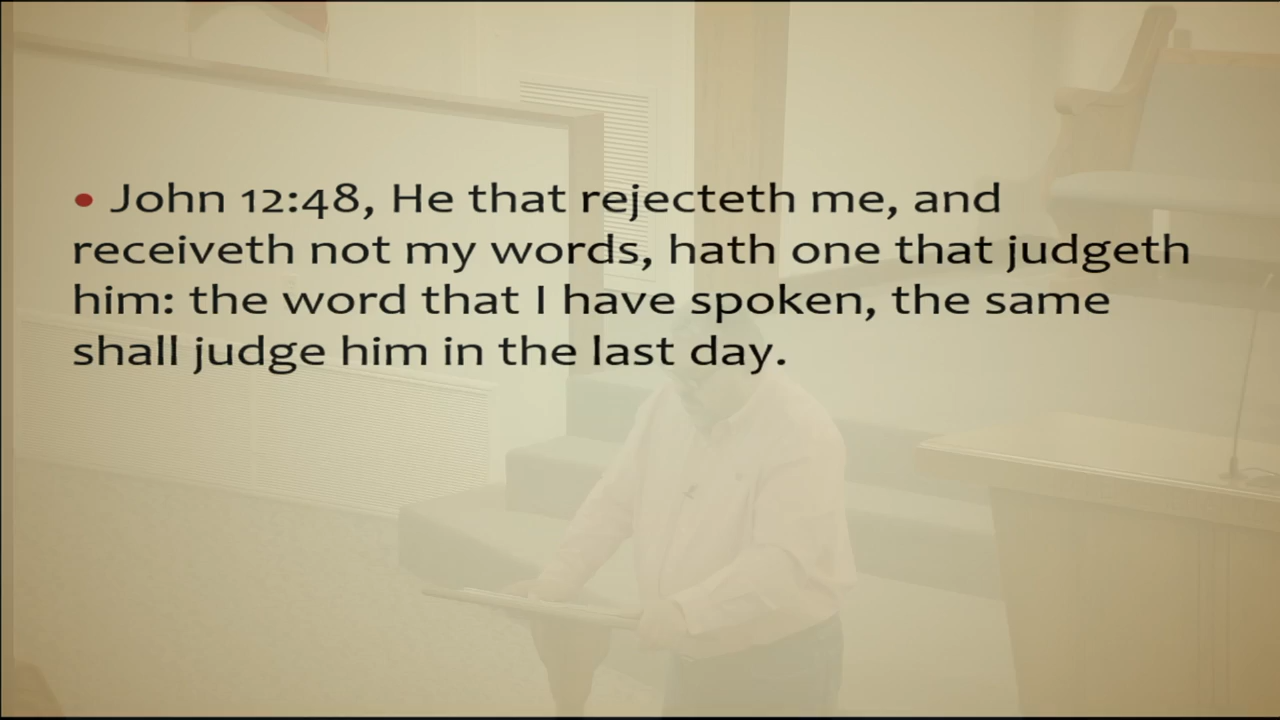 • John 12:48, He that rejecteth me, and
receiveth not my words, hath one that judgeth
him: the word that I have spoken, the same
shall judge him in the last day.